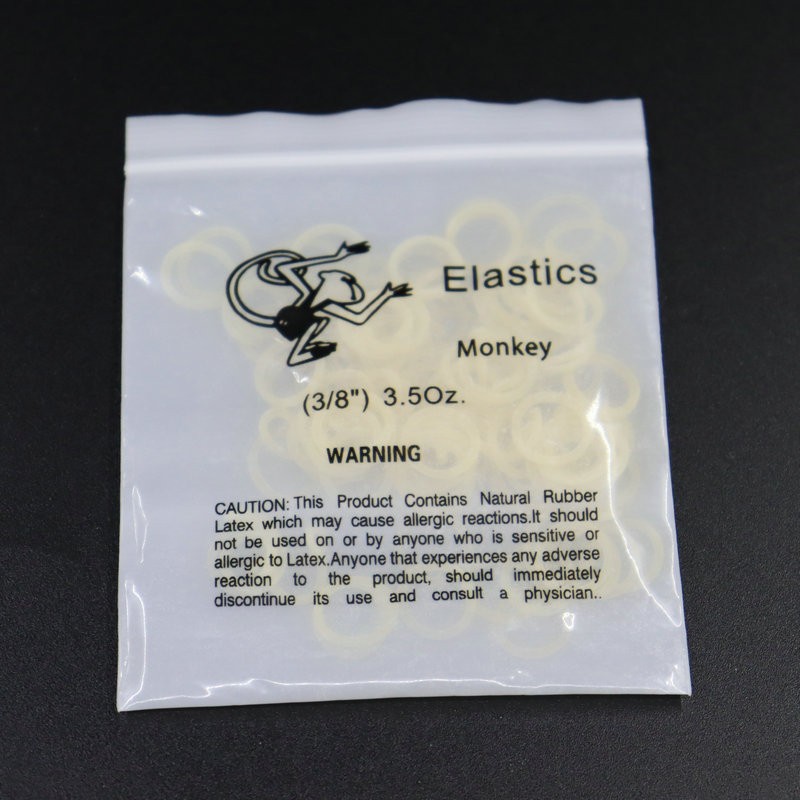 Elastics
Monkey
(3/8") 3.5Oz.
WARNING
CAUTION: This Product Contains Natural Rubber
Latex which may cause allergic reactions.It should
not be used on or by anyone who is sensitive or
allergic to Latex.Anyone that experiences any adverse
reaction to the product, should immediately
discontinue its use and consult a physician..